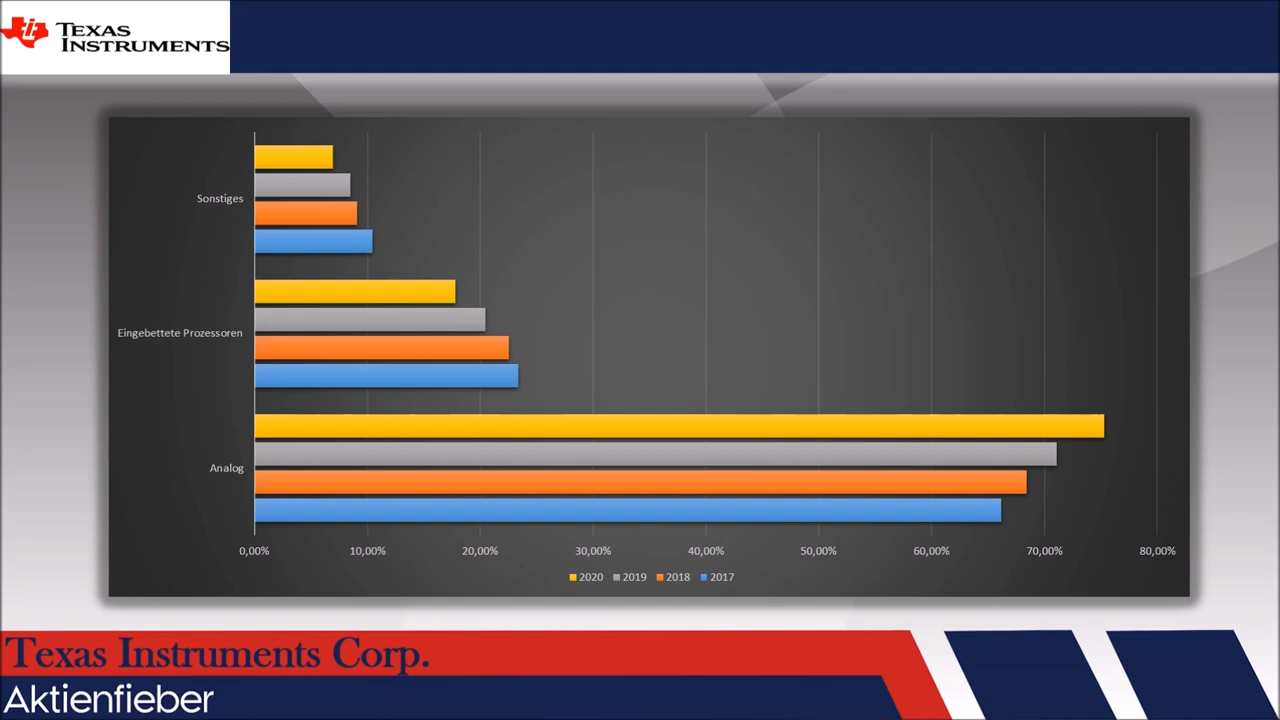 TEXAS
INSTRUMENTS
Sonstiges
Eingebettete Prozessoren
Analog
0,00% 10,00% 20,00% 30,00% 40,00% 50,00% 60,00% 70,00% 80,00%
2020 2019 2018 2017
Texas Instruments Corp.
Aktienfieber